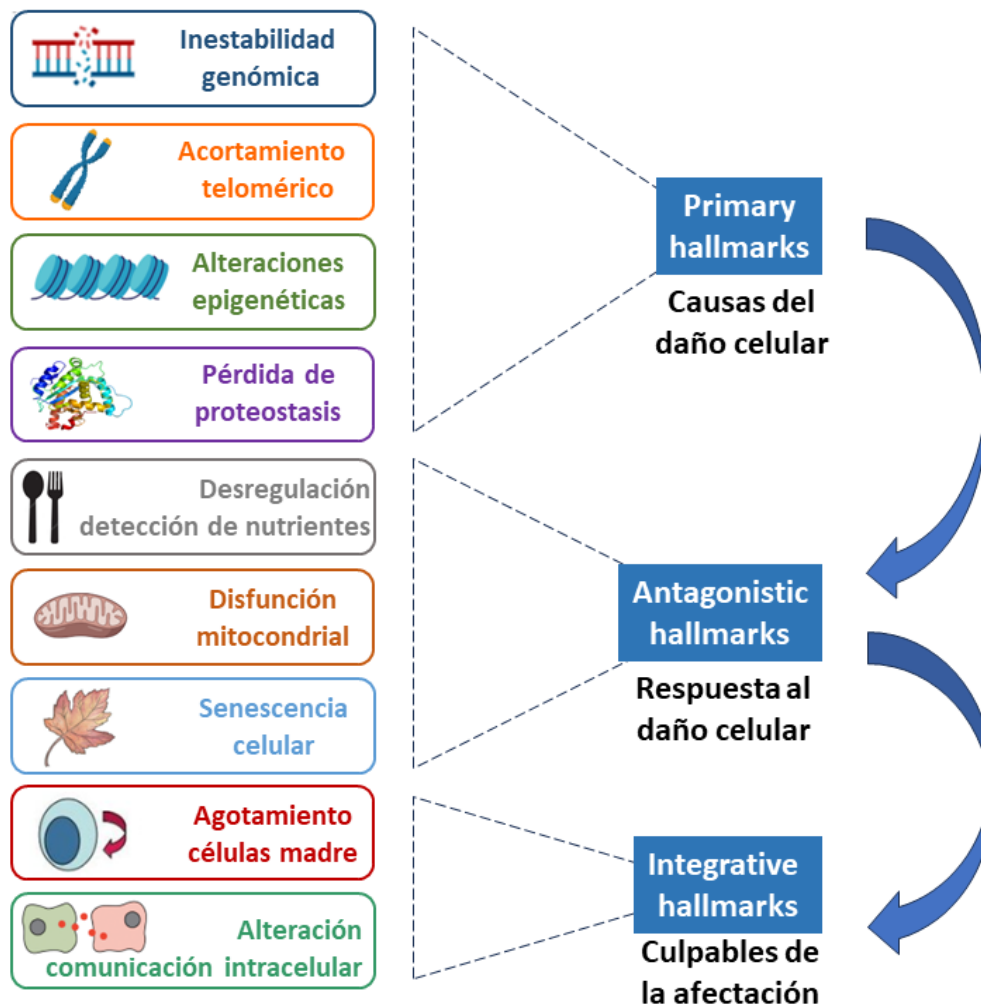 Inestabilidad
genómica
Acortamiento
telomérico
Alteraciones
epigenéticas
Pérdida de
proteostasis
Desregulación
detección de nutrientes
Disfunción
mitocondrial
Senescencia
celular
Agotamiento
células madre
Alteración
comunicación intracelular
Primary
hallmarks
Causas del
daño celular
Antagonistic
hallmarks
Respuesta al
daño celular
Integrative
hallmarks
Culpables de
la afectación